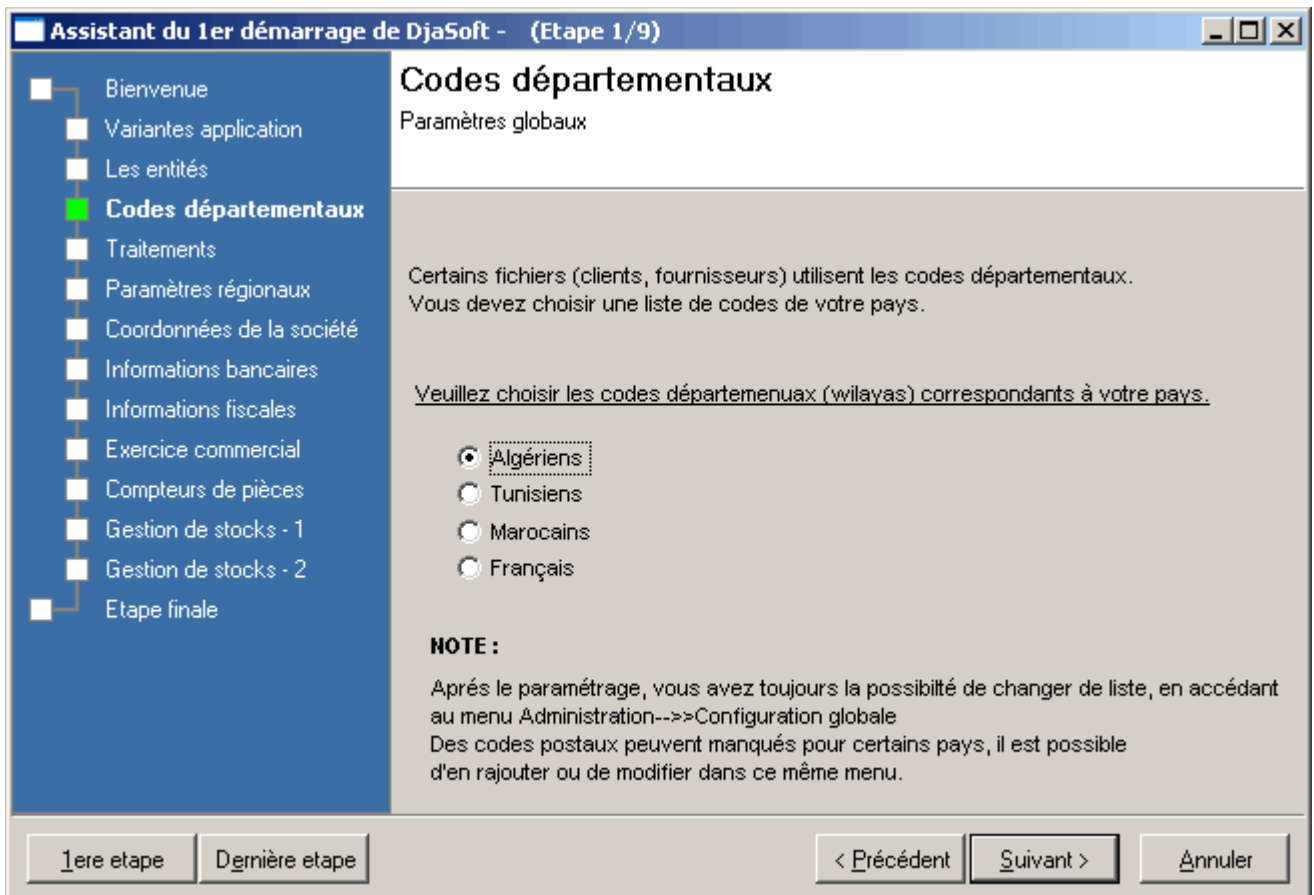 Assistant du 1er démarrage de DjaSoft - (Etape 1/9)
Bienvenue
Variantes application
Les entités
Codes départementaux
Traitements
Paramètres régionaux
Coordonnées de la société
Informations bancaires
Informations fiscales
Exercice commercial
Compteurs de pièces
Gestion de stocks - 1
Gestion de stocks - 2
Etape finale
Codes départementaux
Paramètres globaux
Certains fichiers (clients, fournisseurs) utilisent les codes départementaux.
Vous devez choisir une liste de codes de votre pays.
Veuillez choisir les codes départemenuax (wilayas) correspondants à votre pays.
Algériens
Tunisiens
Marocains
Français
NOTE :
Aprés le paramétrage, vous avez toujours la possibilté de changer de liste, en accédant
au menu Administration-->>Configuration globale
Des codes postaux peuvent manqués pour certains pays, il est possible
d'en rajouter ou de modifier dans ce même menu.
1ere etape
Dernière etape
< Précédent
Suivant >
Annuler